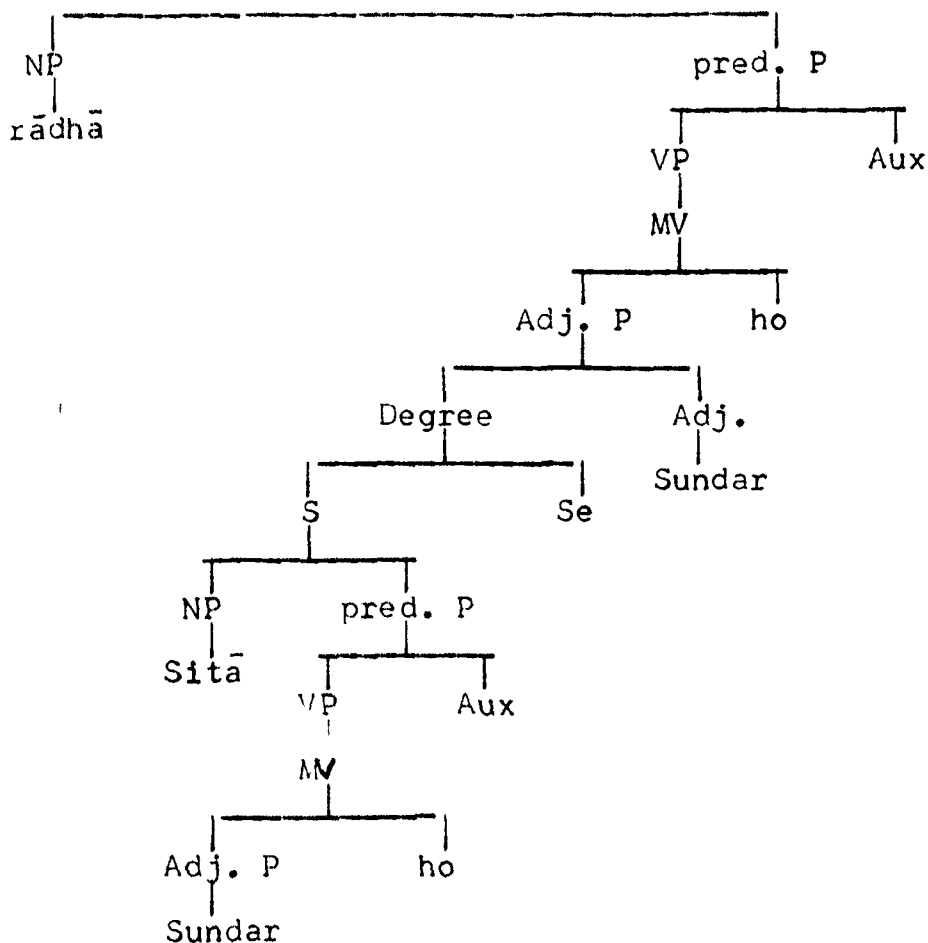 NP pred. P
rādhā
VP Aux
MV
Adj. P ho
Degree Adj.
Sundar
S Se
NP pred. P
Sitā
VP Aux
MV
Adj. P ho
Sundar